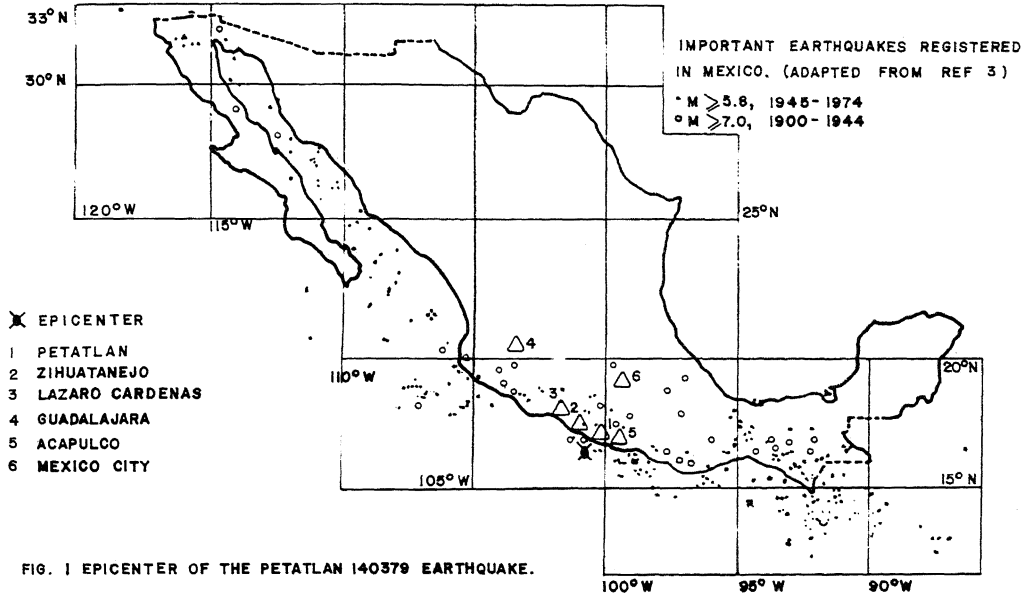 33° N
IMPORTANT EARTHQUAKES REGISTERED
IN MEXICO. (ADAPTED FROM REF 3)
30° N
• M ⩾5.8, 1945-1974
○ M ⩾7.0, 1900-1944
120° W
115° W
25° N
EPICENTER
1 PETATLAN
2 ZIHUATANEJO
3 LAZARO CARDENAS
4 GUADALAJARA
5 ACAPULCO
6 MEXICO CITY
4
110° W
20° N
6
3
2
1
5
105° W
15° N
FIG. 1 EPICENTER OF THE PETATLAN 140379 EARTHQUAKE.
100° W
95° W
90° W